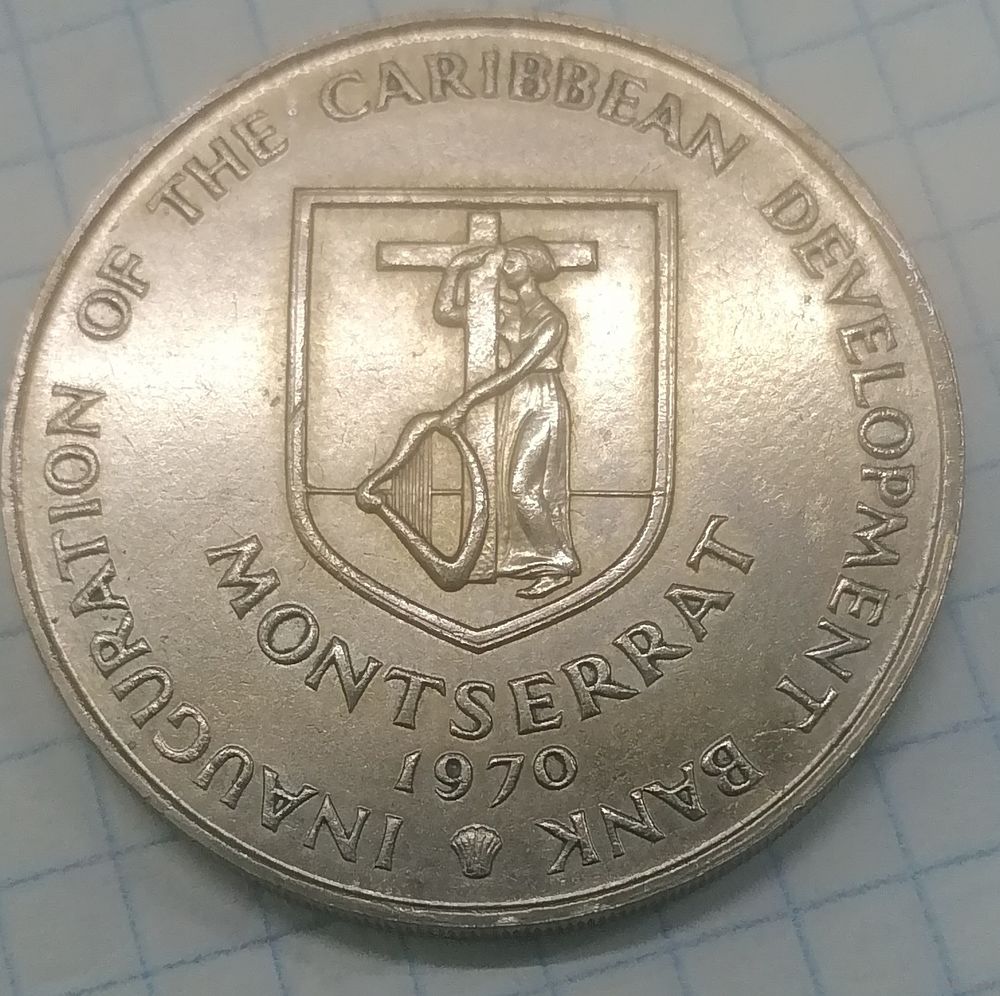 INAUGURATION OF THE CARIBBEAN DEVELOPMENT BANK
MONTSERRAT
1970